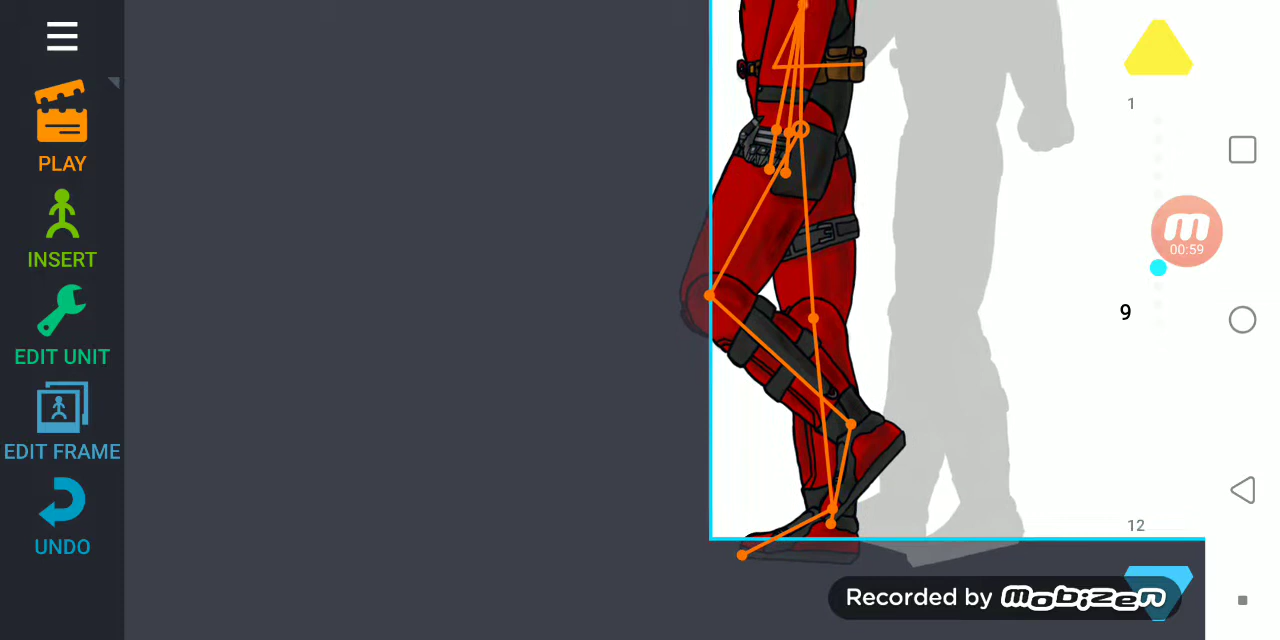 PLAY
INSERT
EDIT UNIT
EDIT FRAME
UNDO
1
00:59
9
12
Recorded by mobizen